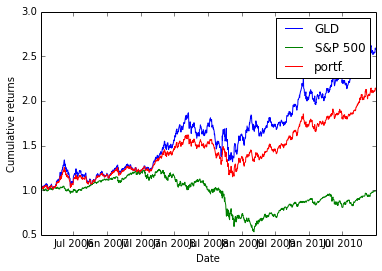 3.0
2.5
2.0
1.5
1.0
0.5
Cumulative returns
GLD
S&P 500
portf.
Jul 2006 Jan 2007 Jul 2007 Jan 2008 Jul 2008 Jan 2009 Jul 2009 Jan 2010 Jul 2010
Date